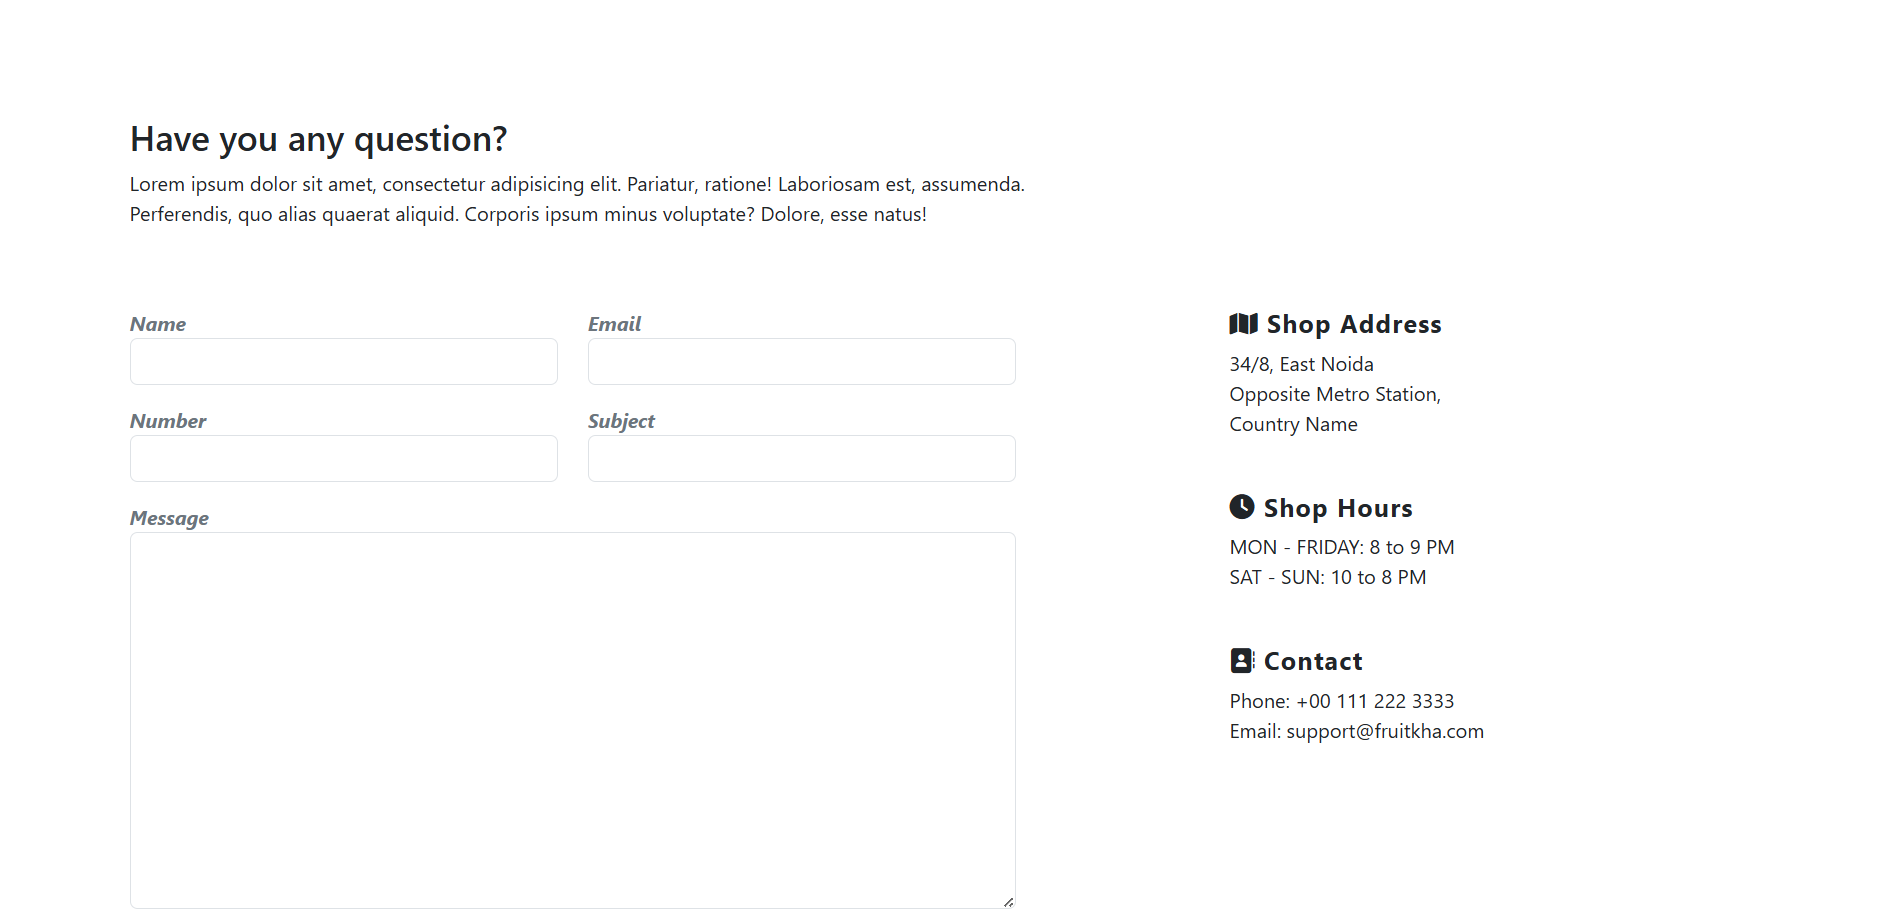 Have you any question?
Lorem ipsum dolor sit amet, consectetur adipisicing elit. Pariatur, ratione! Laboriosam est, assumenda.
Perferendis, quo alias quaerat aliquid. Corporis ipsum minus voluptate? Dolore, esse natus!
Name
Email
Number
Subject
Message
Shop Address
34/8, East Noida
Opposite Metro Station,
Country Name
Shop Hours
MON - FRIDAY: 8 to 9 PM
SAT - SUN: 10 to 8 PM
Contact
Phone: +00 111 222 3333
Email: support@fruitkha.com